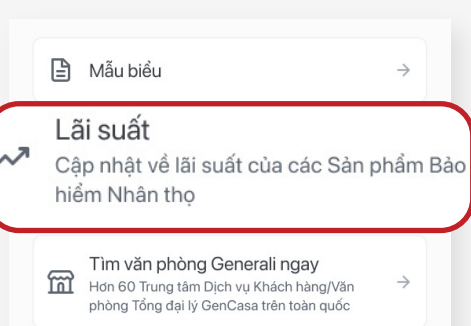 Mẫu biểu
Lãi suất
Cập nhật về lãi suất của các Sản phẩm Bảo
hiểm Nhân thọ
Tìm văn phòng Generali ngay
Hơn 60 Trung tâm Dịch vụ Khách hàng/Văn
phòng Tổng đại lý GenCasa trên toàn quốc